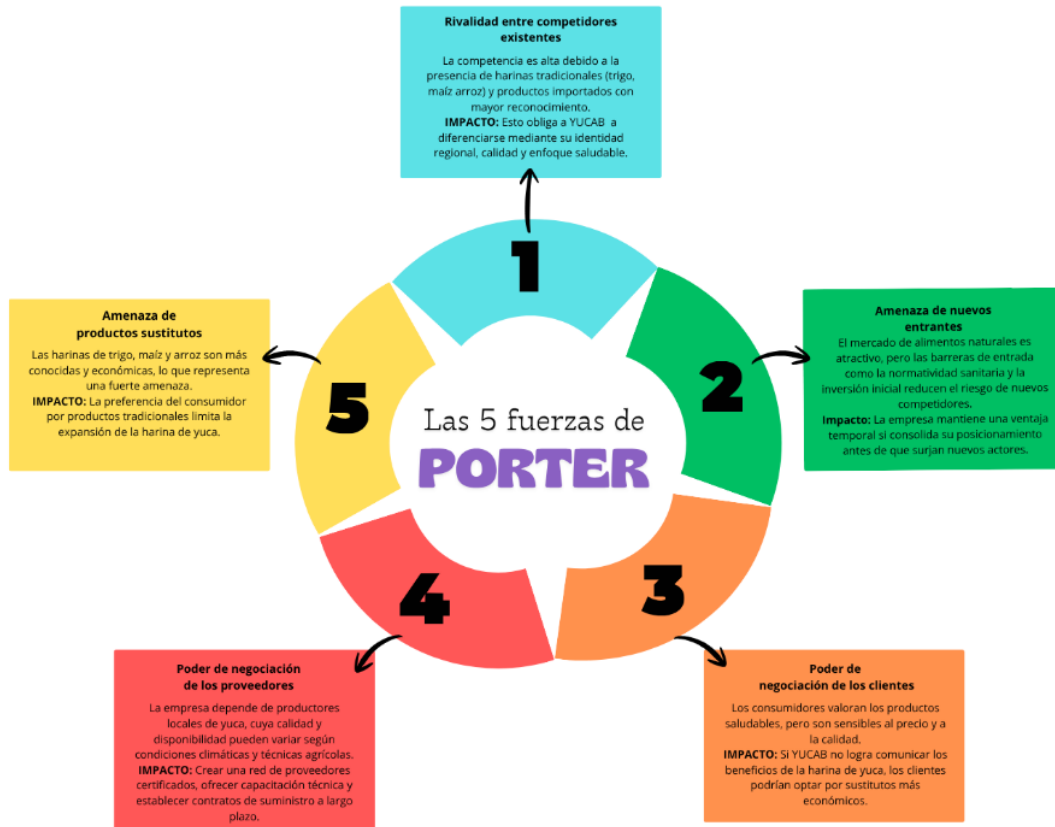 Rivalidad entre competidores
existentes
La competencia es alta debido a la
presencia de harinas tradicionales (trigo,
maíz arroz) y productos importados con
mayor reconocimiento.
IMPACTO: Esto obliga a YUCAB a
diferenciarse mediante su identidad
regional, calidad y enfoque saludable.
1
Amenaza de
productos sustitutos
Las harinas de trigo, maíz y arroz son más
conocidas y económicas, lo que representa
una fuerte amenaza.
IMPACTO: La preferencia del consumidor
por productos tradicionales limita la
expansión de la harina de yuca.
5
Las 5 fuerzas de
PORTER
2
Amenaza de nuevos
entrantes
El mercado de alimentos naturales es
atractivo, pero las barreras de entrada
como la normatividad sanitaria y la
inversión inicial reducen el riesgo de nuevos
competidores.
Impacto: La empresa mantiene una ventaja
temporal si consolida su posicionamiento
antes de que surjan nuevos actores.
4
3
Poder de negociación
de los proveedores
La empresa depende de productores
locales de yuca, cuya calidad y
disponibilidad pueden variar según
condiciones climáticas y técnicas agrícolas.
IMPACTO: Crear una red de proveedores
certificados, ofrecer capacitación técnica y
establecer contratos de suministro a largo
plazo.
Poder de
negociación de los clientes
Los consumidores valoran los productos
saludables, pero son sensibles al precio y a
la calidad.
IMPACTO: Si YUCAB no logra comunicar los
beneficios de la harina de yuca, los clientes
podrían optar por sustitutos más
económicos.